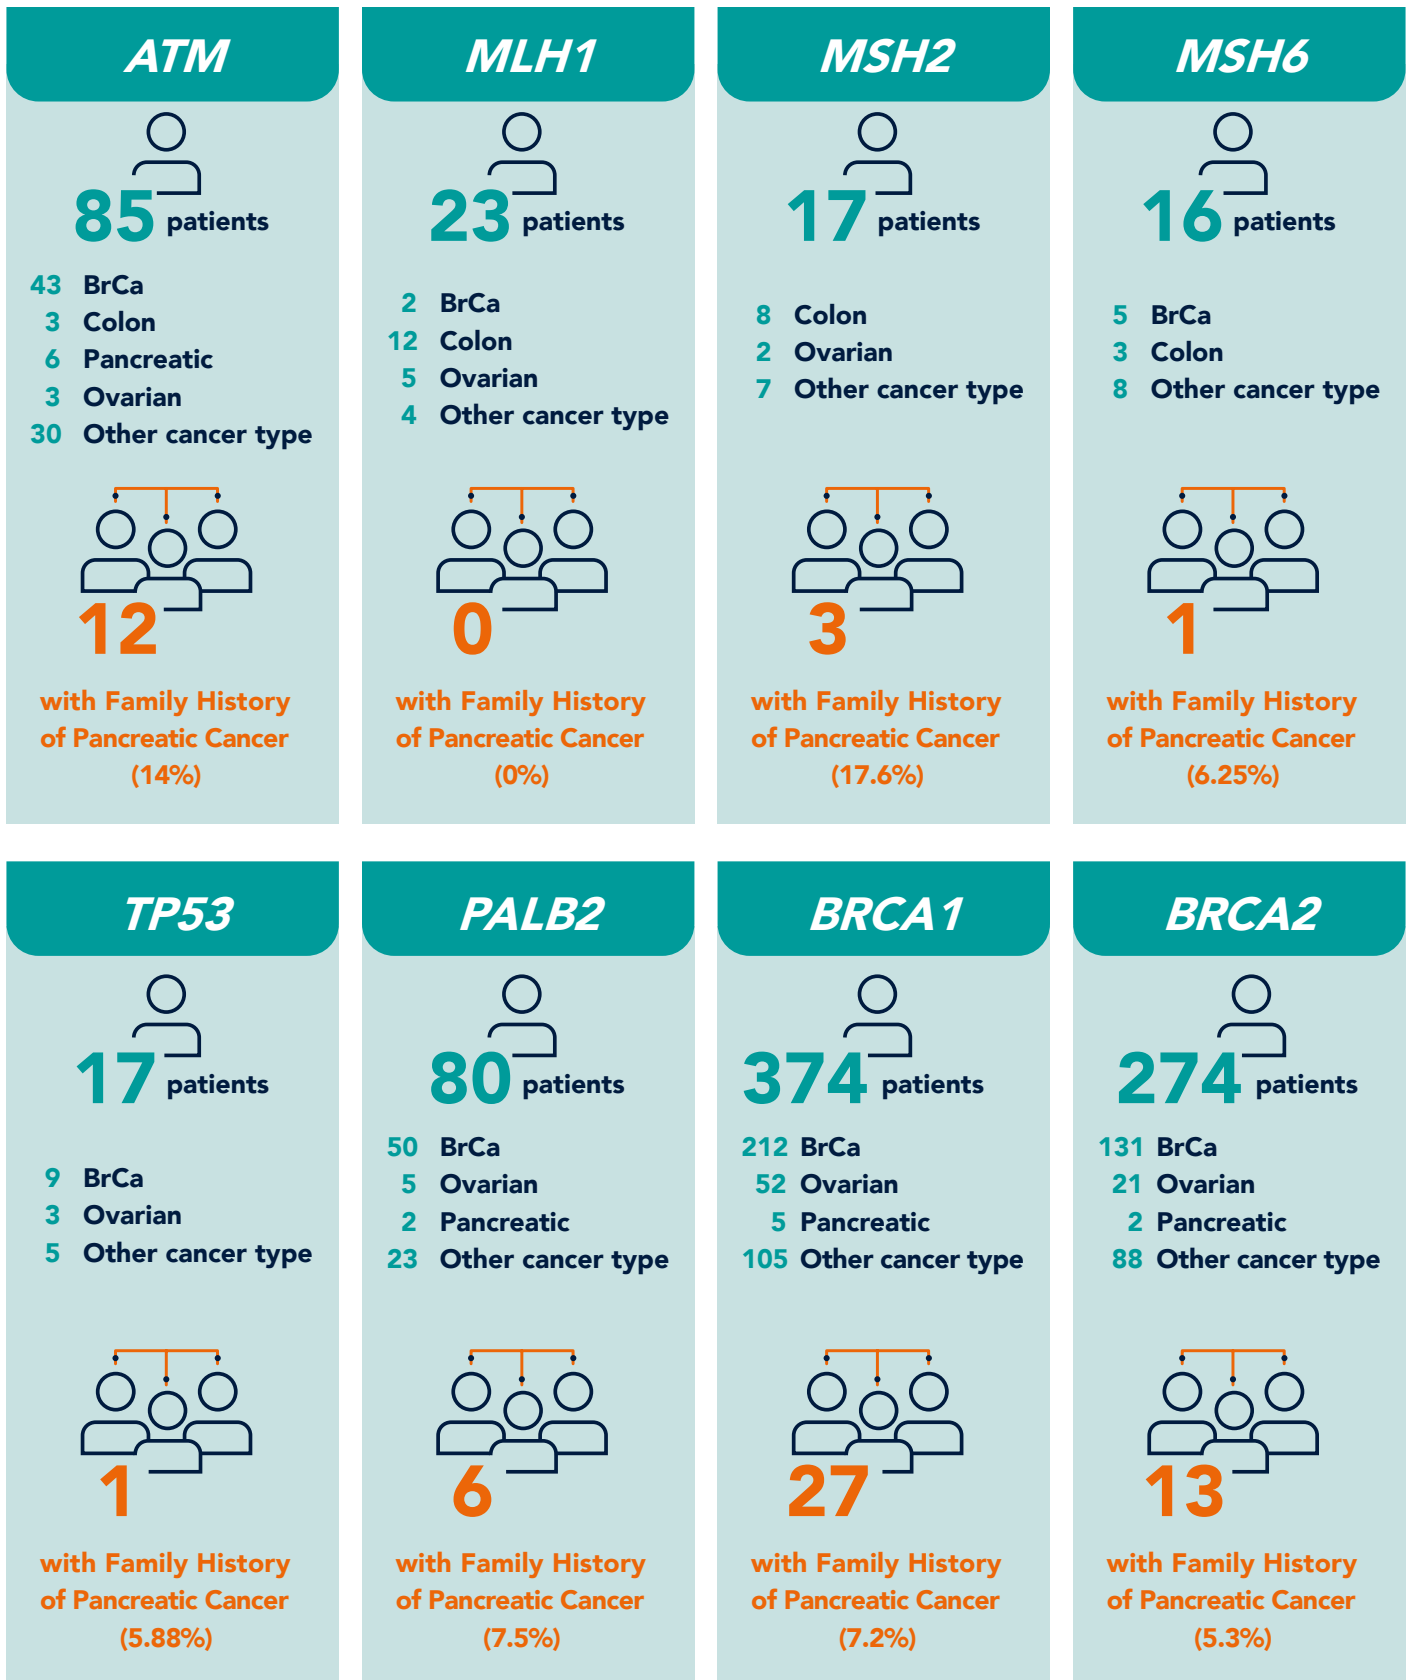 ATM
85 patients
43 BrCa
3 Colon
6 Pancreatic
3 Ovarian
30 Other cancer type
12
with Family History
of Pancreatic Cancer
(14%)
MLH1
23 patients
2 BrCa
12 Colon
5 Ovarian
4 Other cancer type
0
with Family History
of Pancreatic Cancer
(0%)
MSH2
17 patients
8 Colon
2 Ovarian
7 Other cancer type
3
with Family History
of Pancreatic Cancer
(17.6%)
MSH6
16 patients
5 BrCa
3 Colon
8 Other cancer type
1
with Family History
of Pancreatic Cancer
(6.25%)
TP53
17 patients
9 BrCa
3 Ovarian
5 Other cancer type
1
with Family History
of Pancreatic Cancer
(5.88%)
PALB2
80 patients
50 BrCa
5 Ovarian
2 Pancreatic
23 Other cancer type
6
with Family History
of Pancreatic Cancer
(7.5%)
BRCA1
374 patients
212 BrCa
52 Ovarian
5 Pancreatic
105 Other cancer type
27
with Family History
of Pancreatic Cancer
(7.2%)
BRCA2
274 patients
131 BrCa
21 Ovarian
2 Pancreatic
88 Other cancer type
13
with Family History
of Pancreatic Cancer
(5.3%)